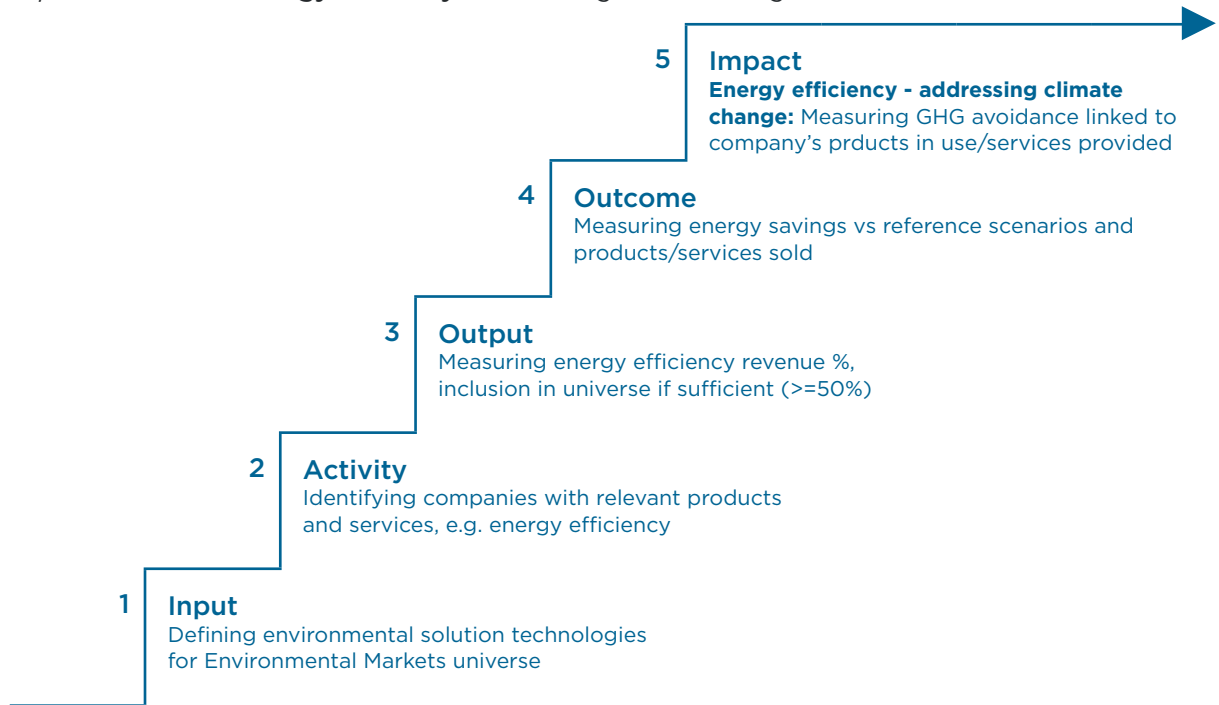 5 Impact
Energy efficiency - addressing climate
change: Measuring GHG avoidance linked to
company's prducts in use/services provided
4 Outcome
Measuring energy savings vs reference scenarios and
products/services sold
3 Output
Measuring energy efficiency revenue %,
inclusion in universe if sufficient (>=50%)
2 Activity
Identifying companies with relevant products
and services, e.g. energy efficiency
1 Input
Defining environmental solution technologies
for Environmental Markets universe